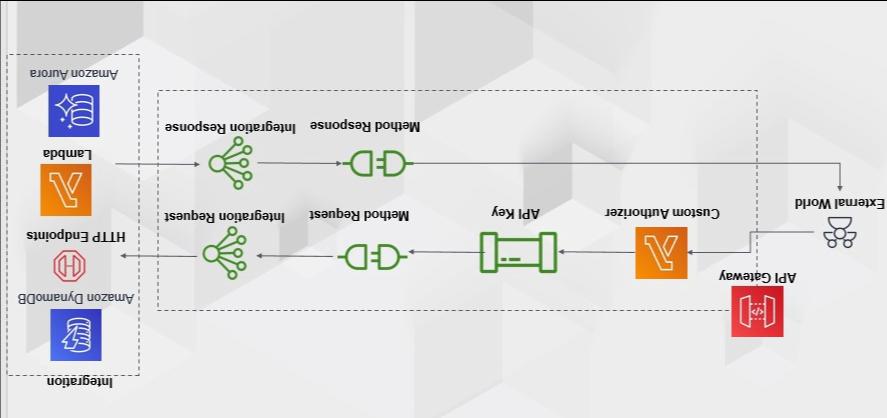 Integration
API Gateway
Amazon DynamoDB
HTTP Endpoints
External World
Custom Authorizer
API Key
Method Request
Integration Request
Lambda
Method Response
Integration Response
Amazon Aurora